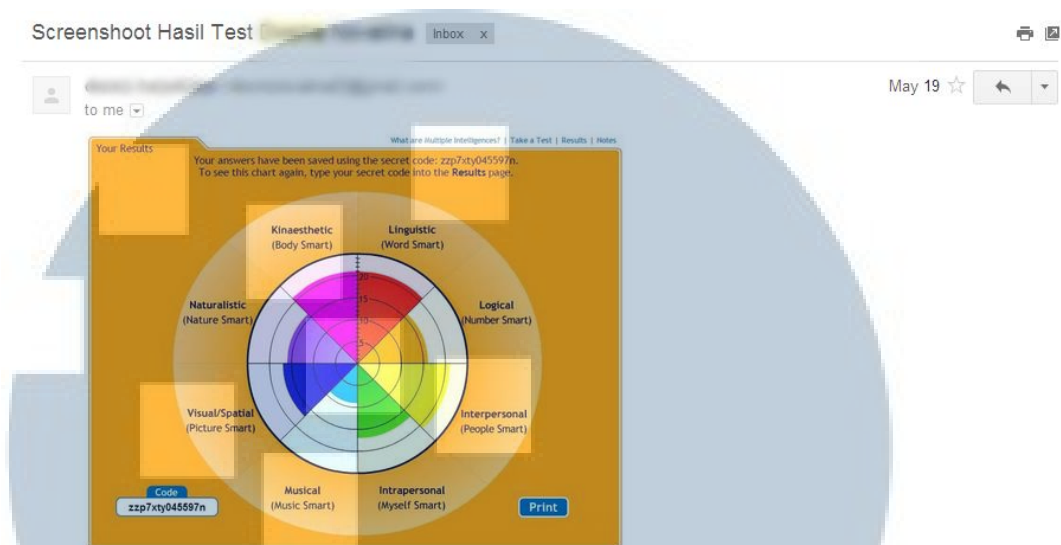 Screenshoot Hasil Test
Inbox x
May 19
to me
What are Multiple Intelligences? | Take a Test | Results | Notes
Your Results
Your answers have been saved using the secret code: zzp7xty045597n.
To see this chart again, type your secret code into the Results page.
Kinaesthetic
(Body Smart)
Linguistic
(Word Smart)
Naturalistic
(Nature Smart)
Logical
(Number Smart)
20
15
10
5
Visual/Spatial
(Picture Smart)
Interpersonal
(People Smart)
Musical
(Music Smart)
Intrapersonal
(Myself Smart)
Code
zzp7xty045597n
Print